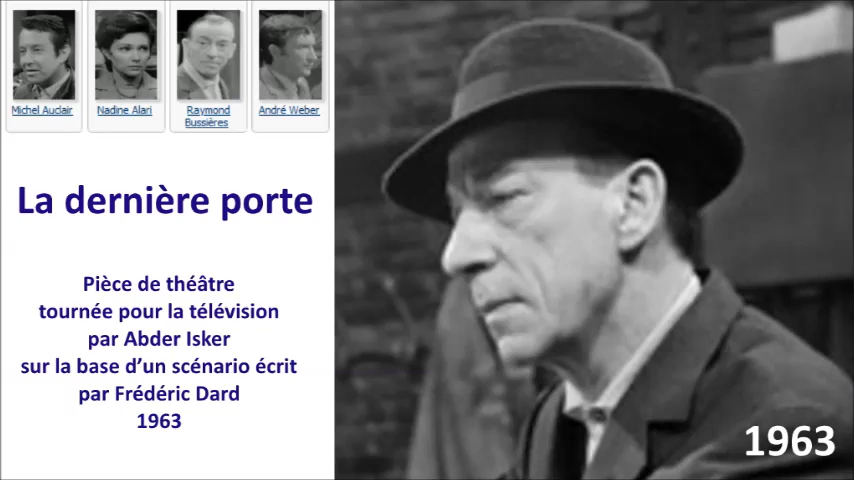 Michel Auclair
Nadine Alari
Raymond
Bussières
André Weber
La dernière porte
Pièce de théâtre
tournée pour la télévision
par Abder Isker
sur la base d’un scénario écrit
par Frédéric Dard
1963
1963